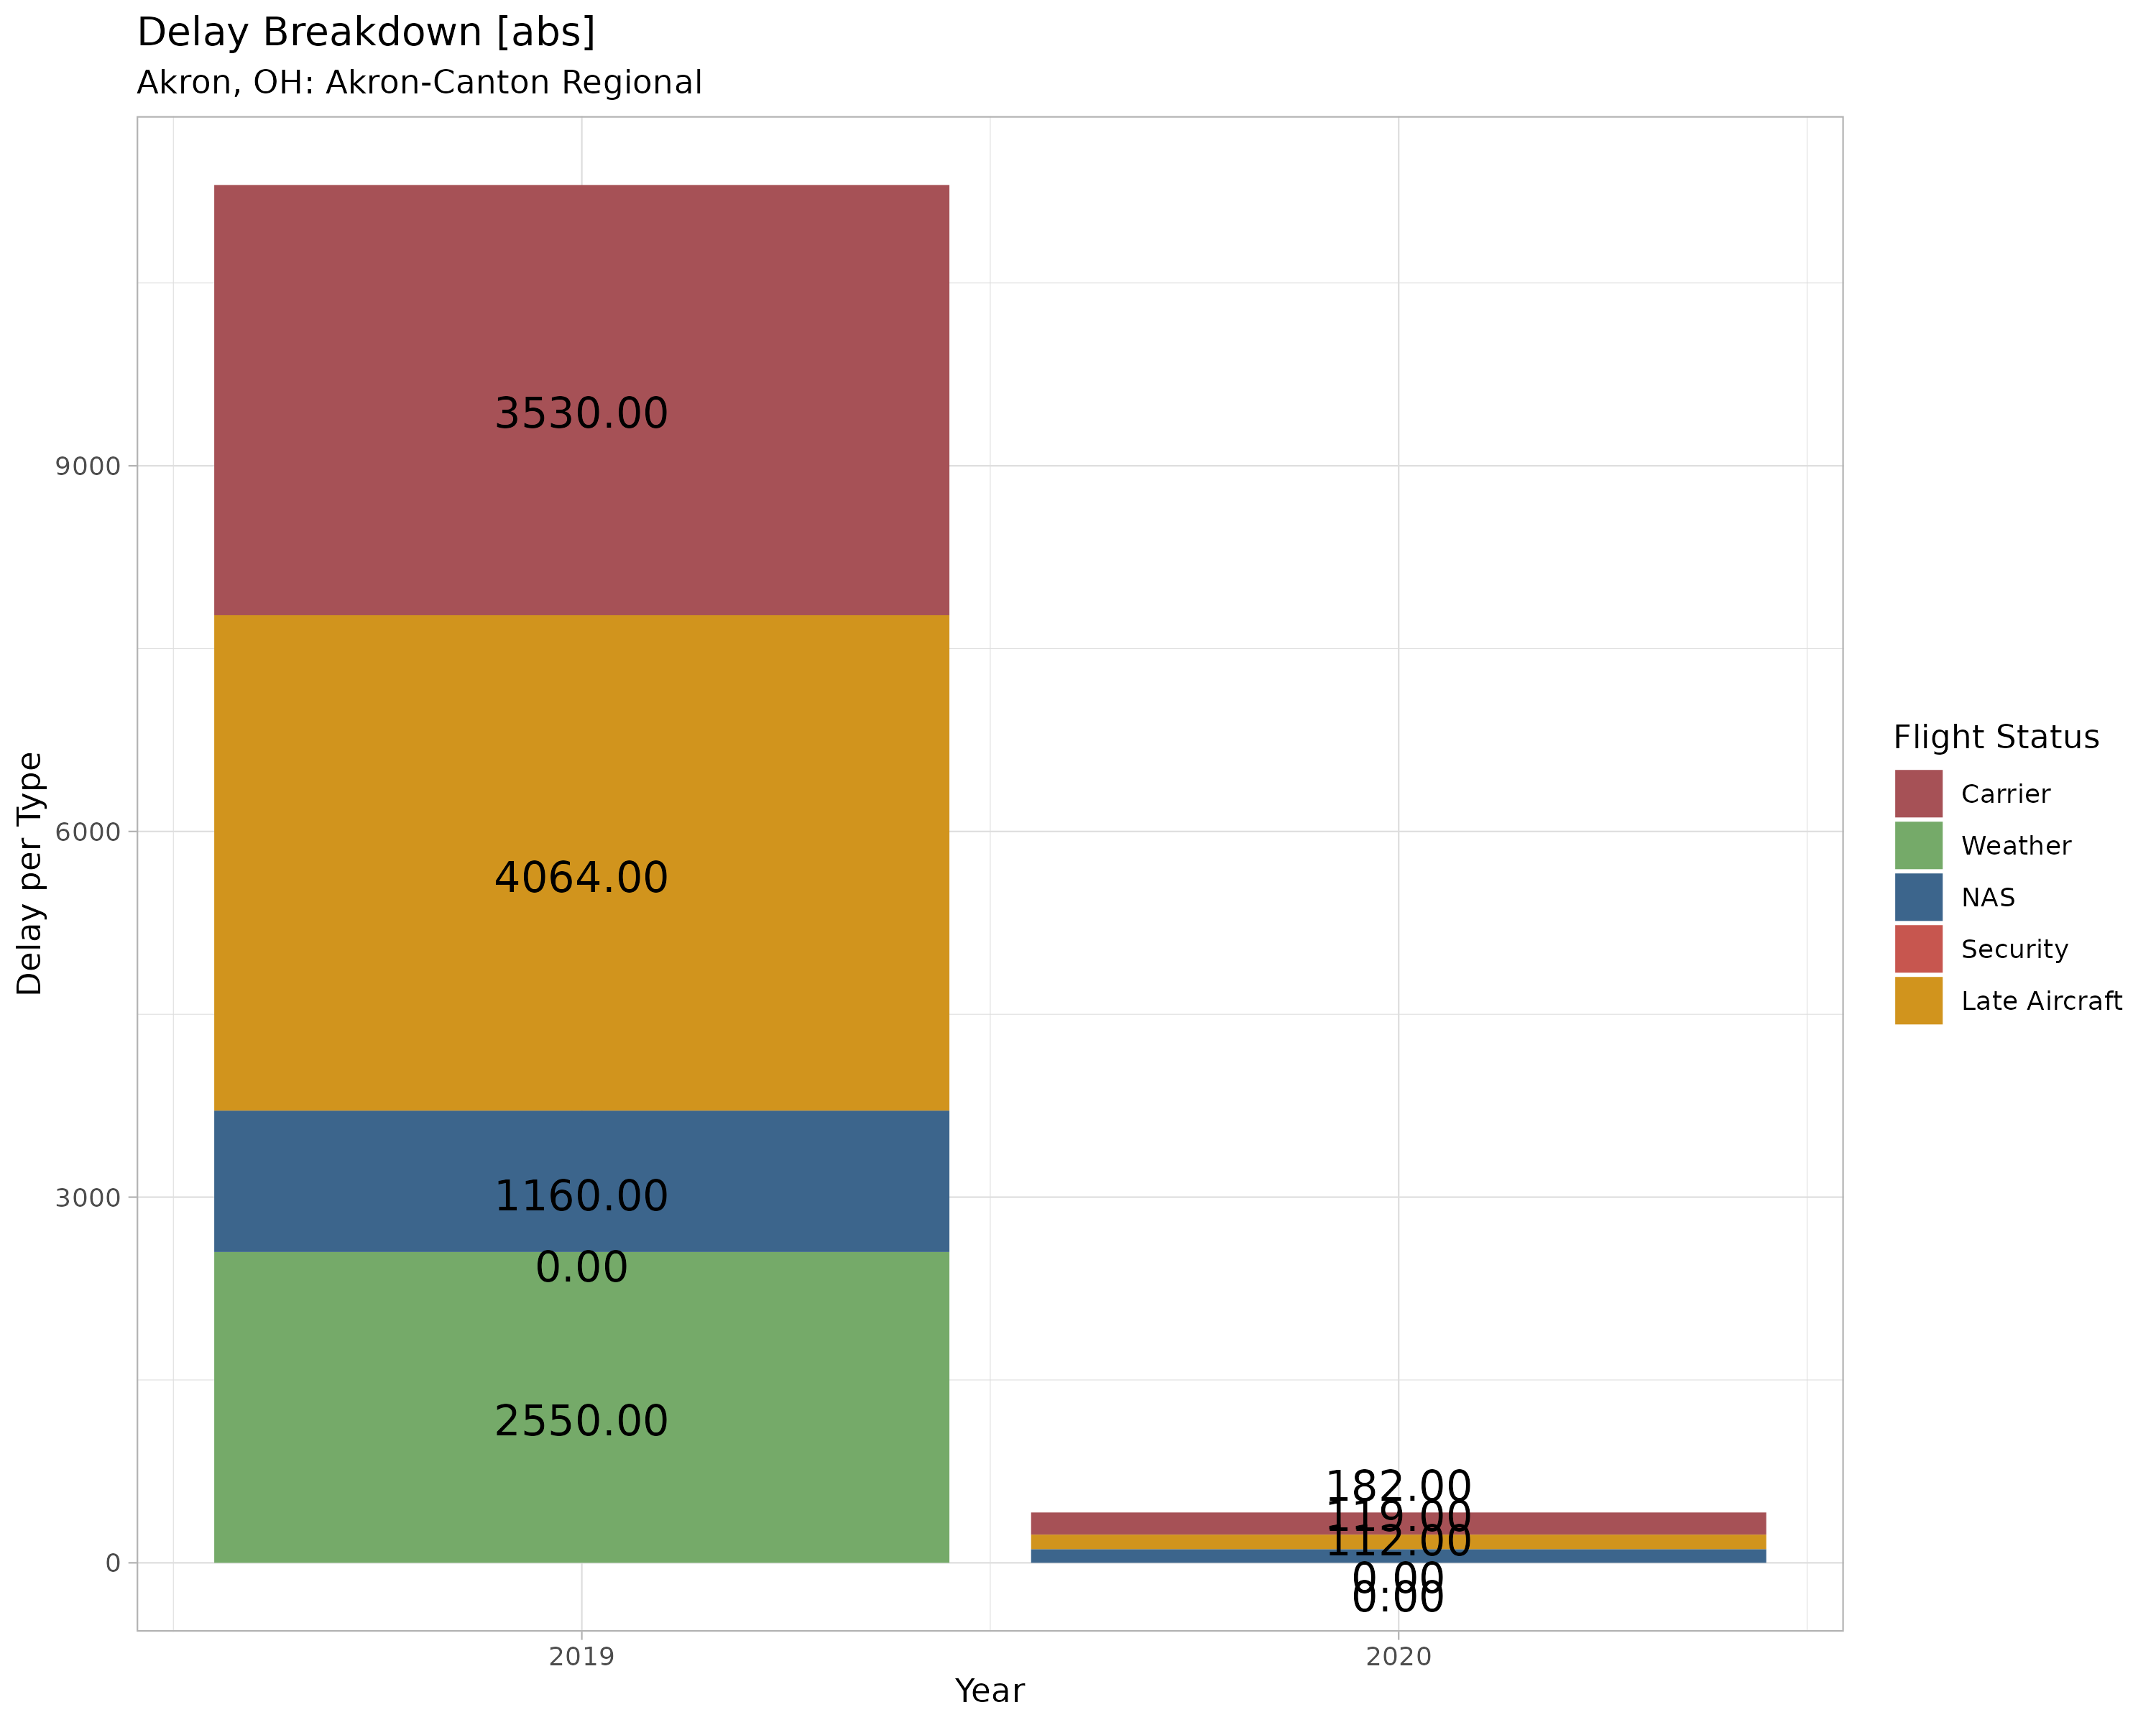 Delay Breakdown [abs]
Akron, OH: Akron-Canton Regional
Delay per Type
9000
6000
3000
0
3530.00
4064.00
1160.00
0.00
2550.00
182.00
119.00
112.00
0.00
0.00
2019
2020
Year
Flight Status
Carrier
Weather
NAS
Security
Late Aircraft